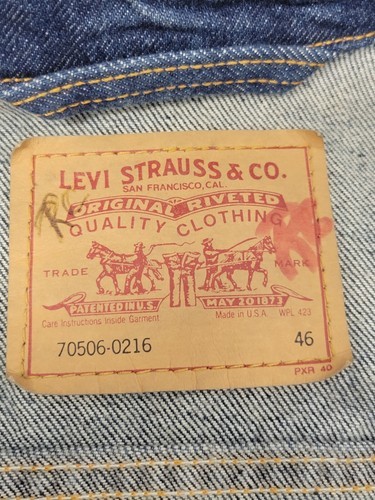 LEVI STRAUSS & CO.
SAN FRANCISCO, CAL.
ORIGINAL RIVETED
QUALITY CLOTHING
TRADE MARK
PATENTED IN U.S. MAY 20 1873
Care Instructions Inside Garment Made in U.S.A. WPL 423
70506-0216 46
PXR 40